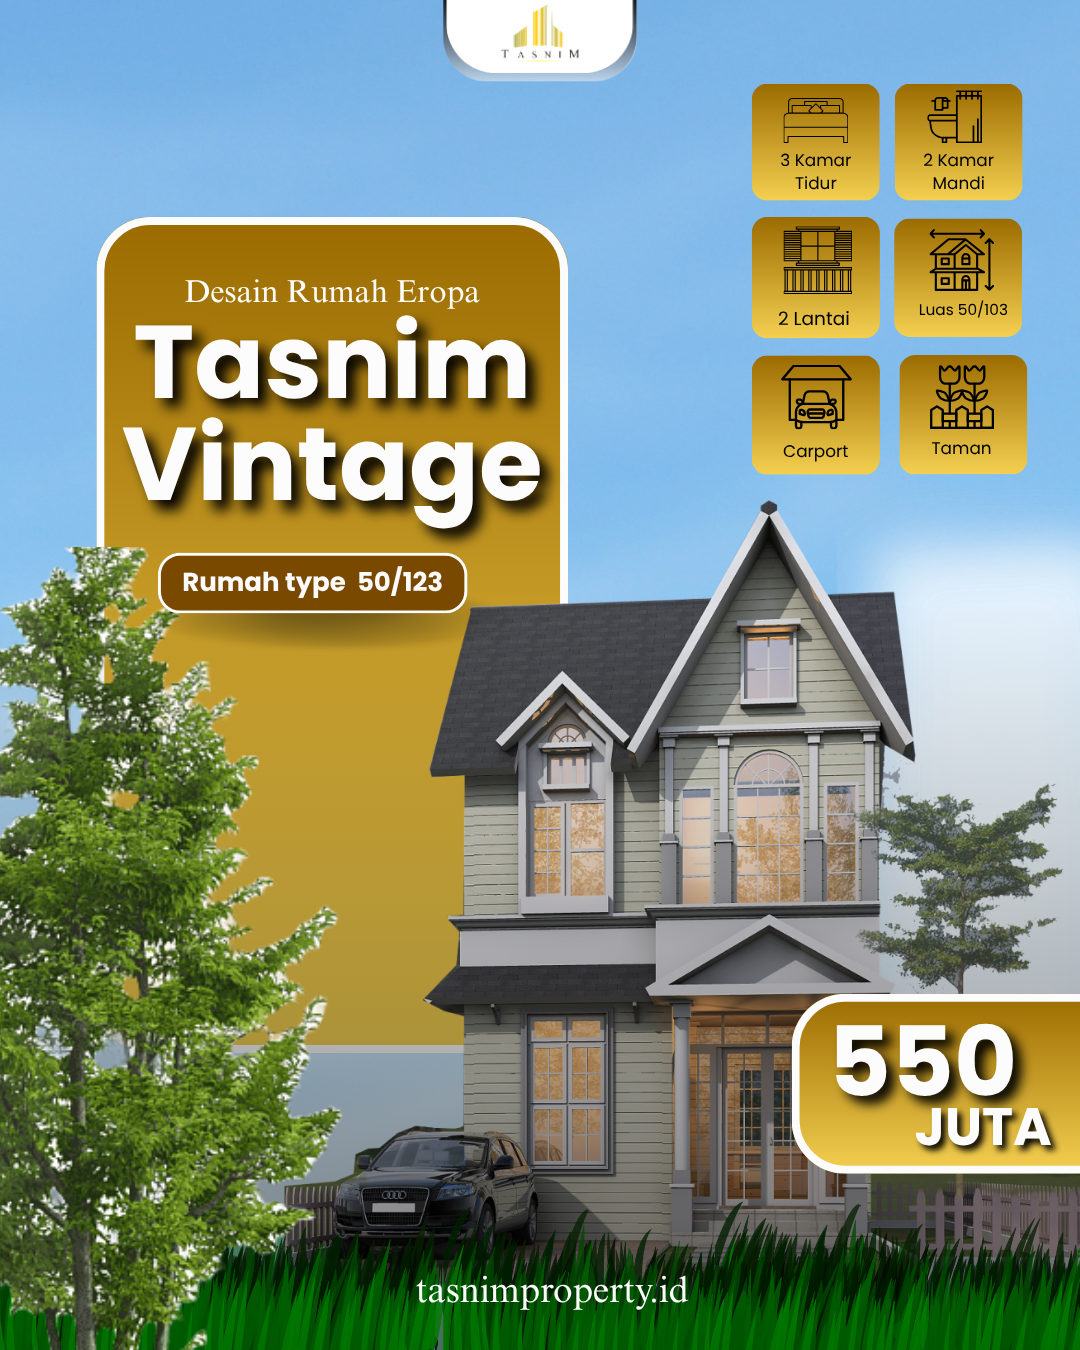 TASNIM
3 Kamar
Tidur
2 Kamar
Mandi
2 Lantai
Luas 50/103
Carport
Taman
Desain Rumah Eropa
Tasnim
Vintage
Rumah type 50/123
550
JUTA
tasnimproperty.id